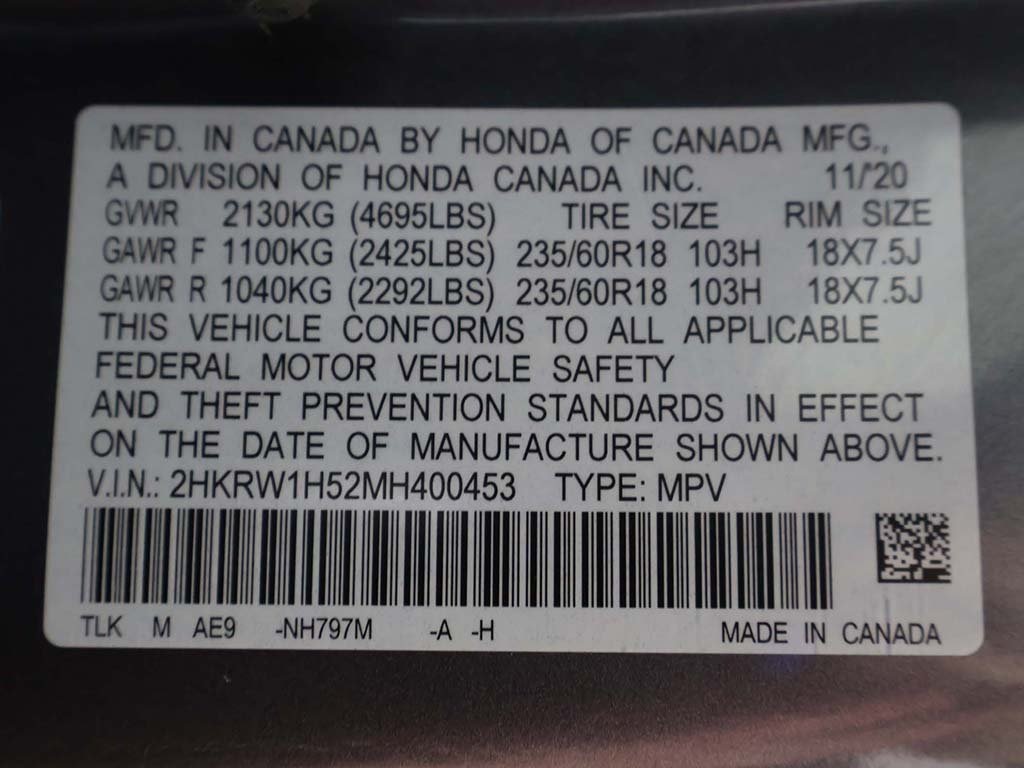 MFD. IN CANADA BY HONDA OF CANADA MFG.,
A DIVISION OF HONDA CANADA INC. 11/'20
GVWR 2130KG (4695LBS) TIRE SIZE RIM SIZE
GAWR F 1100KG (2425LBS) 235/60R18 103H 18X7.5J
GAWR R 1040KG (2292LBS) 235/60R18 103H 18X7.5J
THIS VEHICLE CONFORMS TO ALL APPLICABLE
FEDERAL MOTOR VEHICLE SAFETY
AND THEFT PREVENTION STANDARDS IN EFFECT
ON THE DATE OF MANUFACTURE SHOWN ABOVE.
V.I.N.: 2HKRW1H52MH400453 TYPE: MPV
TLK M AE9 -NH797M -A -H MADE IN CANADA